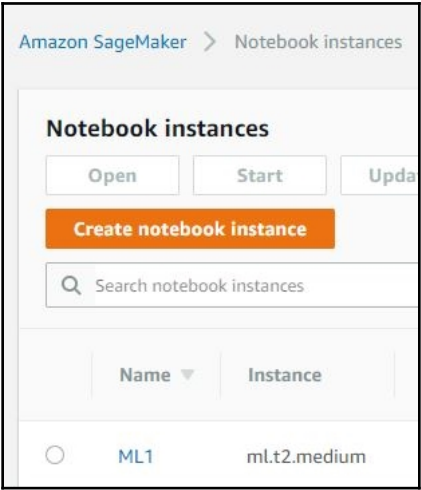 Amazon SageMaker > Notebook instances
Notebook instances
Open Start Upda
Create notebook instance
Search notebook instances
Name Instance
ML1 ml.t2.medium